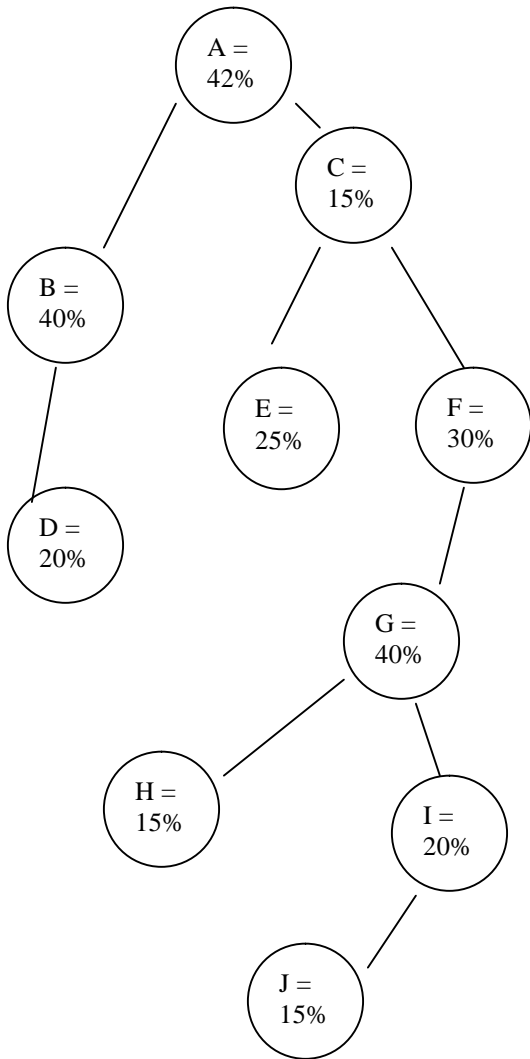 A =
42%
C =
15%
B =
40%
E =
25%
F =
30%
D =
20%
G =
40%
H =
15%
I =
20%
J =
15%